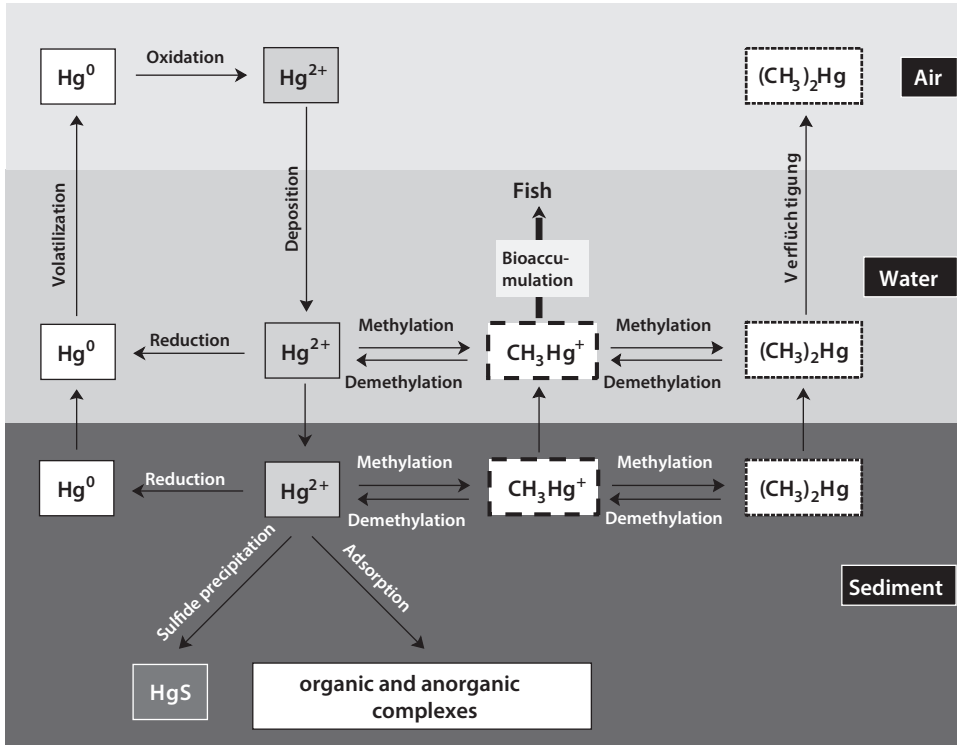 Hg⁰
Oxidation
Hg²⁺
(CH₃)₂Hg
Air
Volatilization
Deposition
Fish
Bioaccu-
mulation
Verflüchtigung
Water
Hg⁰
Reduction
Hg²⁺
Methylation
Demethylation
CH₃Hg⁺
Methylation
Demethylation
(CH₃)₂Hg
Hg⁰
Reduction
Hg²⁺
Methylation
Demethylation
CH₃Hg⁺
Methylation
Demethylation
(CH₃)₂Hg
Sulfide precipitation
Adsorption
Sediment
HgS
organic and anorganic
complexes